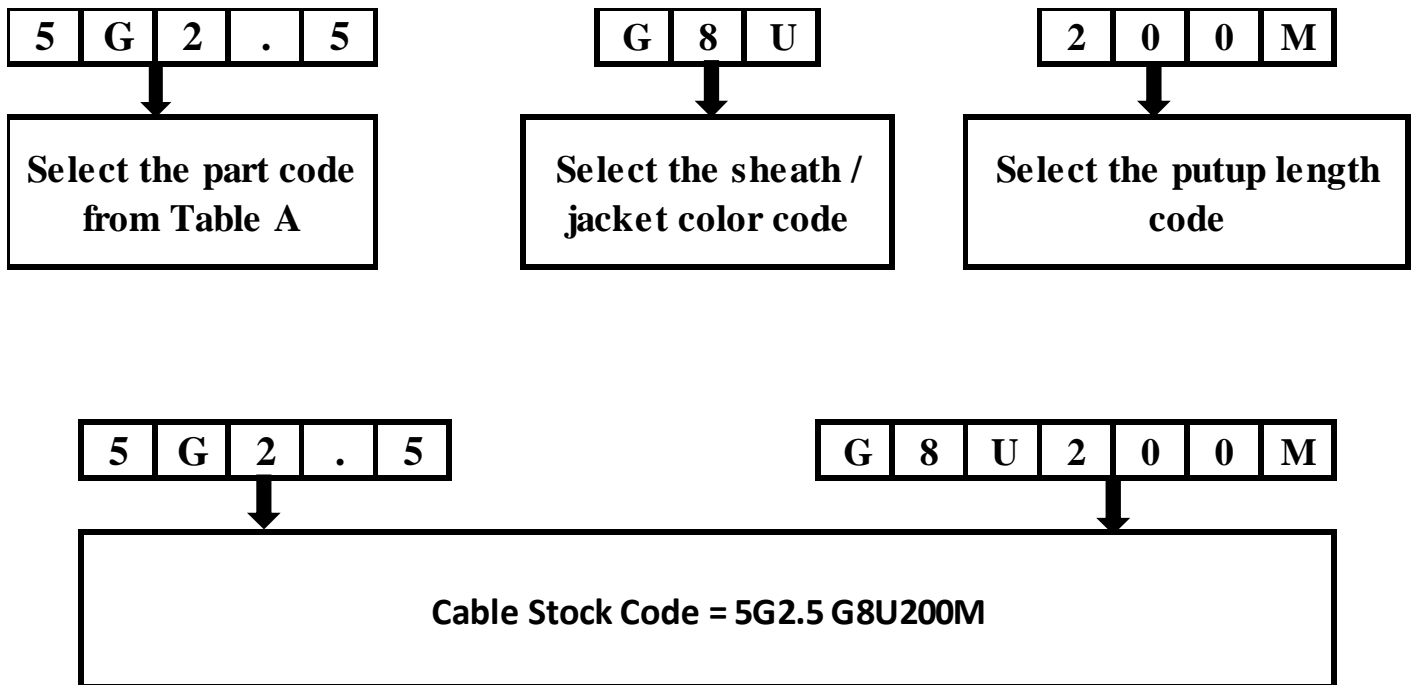 5 G 2 . 5
G 8 U
2 0 0 M
Select the part code
from Table A
Select the sheath /
jacket color code
Select the putup length
code
5 G 2 . 5
G 8 U 2 0 0 M
Cable Stock Code = 5G2.5 G8U200M